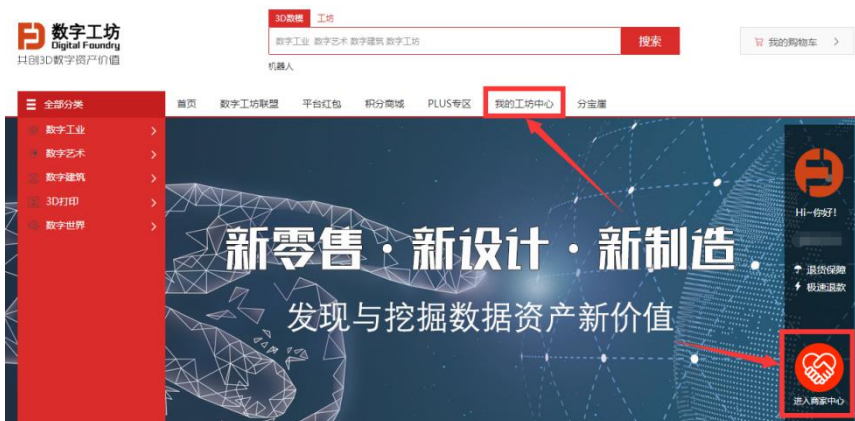 数字工坊
Digital Foundry
共创3D数字资产价值
3D数模 工坊
数字工业 数字艺术 数字建筑 数字工坊
搜索
我的购物车
机器人
全部分类
首页 数字工坊联盟 平台红包 积分商城 PLUS专区 我的工坊中心 分宝崖
数字工业
数字艺术
数字建筑
3D打印
数字世界
新零售·新设计·新制造
发现与挖掘数据资产新价值
Hi~你好!
退货保障
极速退款
进入商家中心